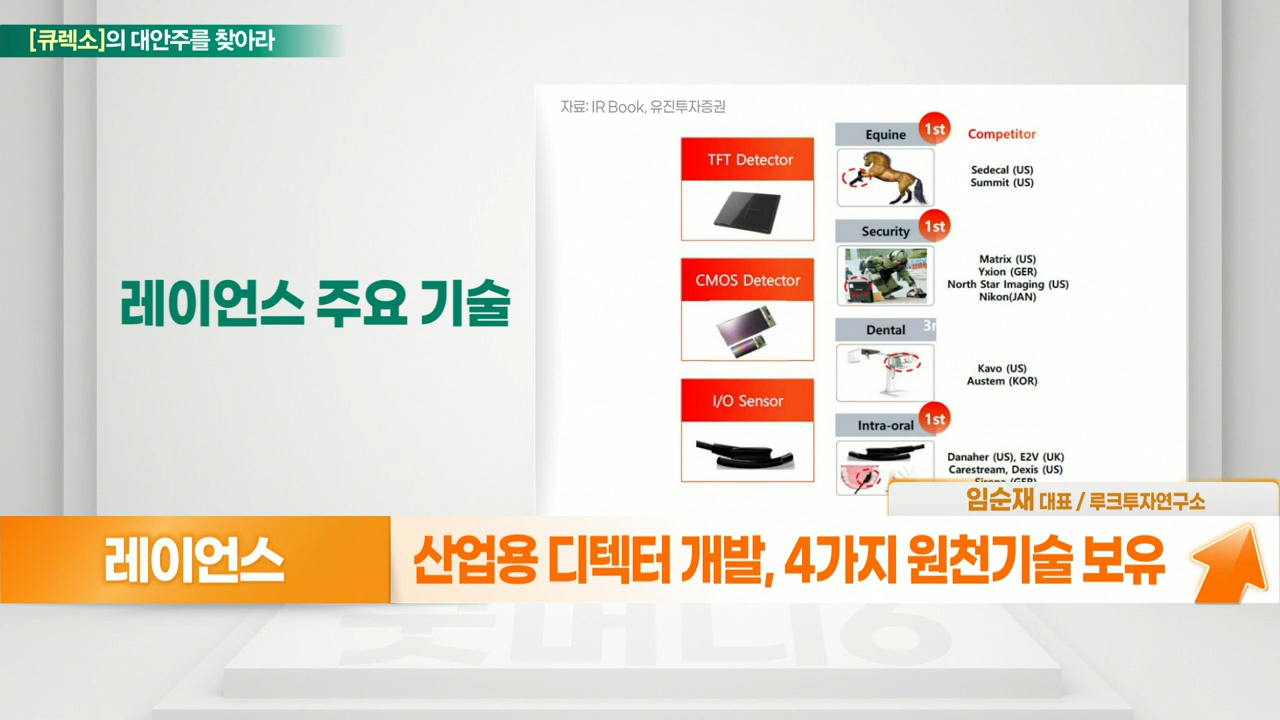 [큐렉소]의 대안주를 찾아라
자료: IR Book, 유진투자증권
레이언스 주요 기술
TFT Detector
CMOS Detector
I/O Sensor
Equine 1st
Competitor
Sedecal (US)
Summit (US)
Security 1st
Matrix (US)
Yxion (GER)
North Star Imaging (US)
Nikon(JAN)
Dental
Kavo (US)
Austem (KOR)
Intra-oral 1st
Danaher (US), E2V (UK)
Carestream, Dexis (US)
Sirona (GER)
임순재 대표 / 루크투자연구소
레이언스
산업용 디텍터 개발, 4가지 원천기술 보유